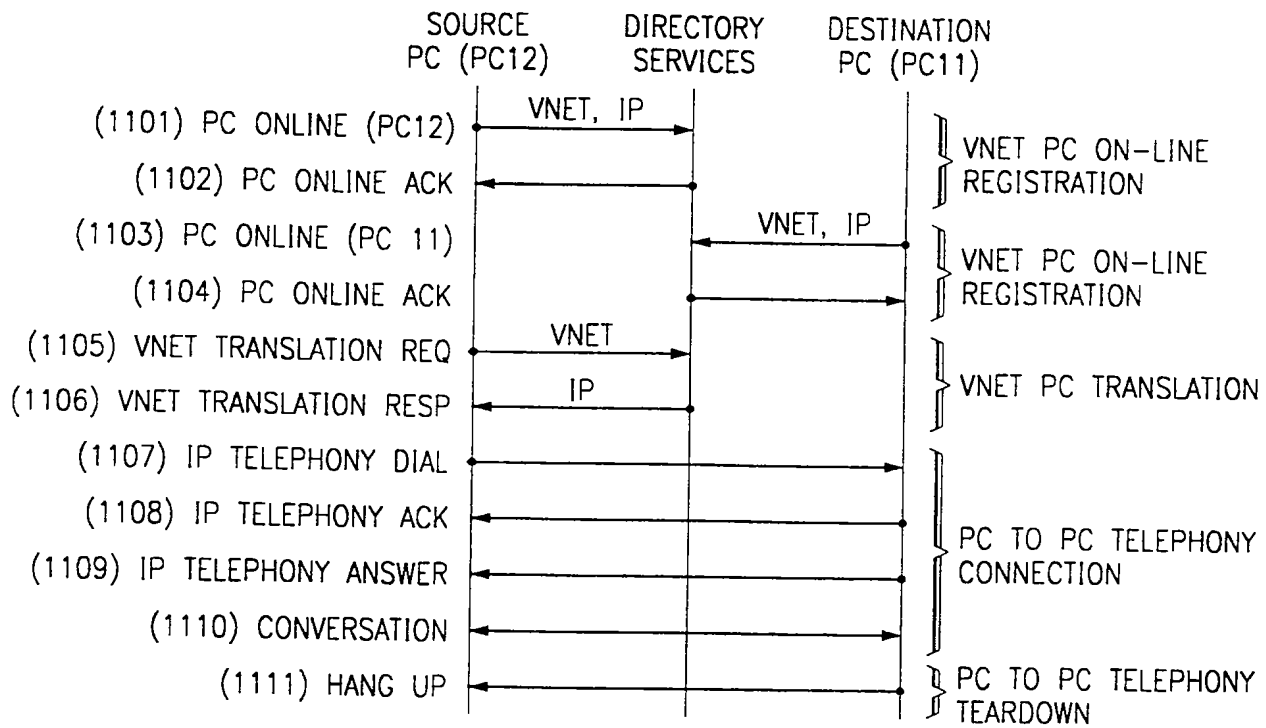 SOURCE
PC (PC12)
DIRECTORY
SERVICES
DESTINATION
PC (PC11)
(1101) PC ONLINE (PC12)
VNET, IP
(1102) PC ONLINE ACK
VNET PC ON-LINE
REGISTRATION
(1103) PC ONLINE (PC 11)
VNET, IP
(1104) PC ONLINE ACK
VNET PC ON-LINE
REGISTRATION
(1105) VNET TRANSLATION REQ
VNET
(1106) VNET TRANSLATION RESP
IP
VNET PC TRANSLATION
(1107) IP TELEPHONY DIAL
(1108) IP TELEPHONY ACK
(1109) IP TELEPHONY ANSWER
(1110) CONVERSATION
PC TO PC TELEPHONY
CONNECTION
(1111) HANG UP
PC TO PC TELEPHONY
TEARDOWN